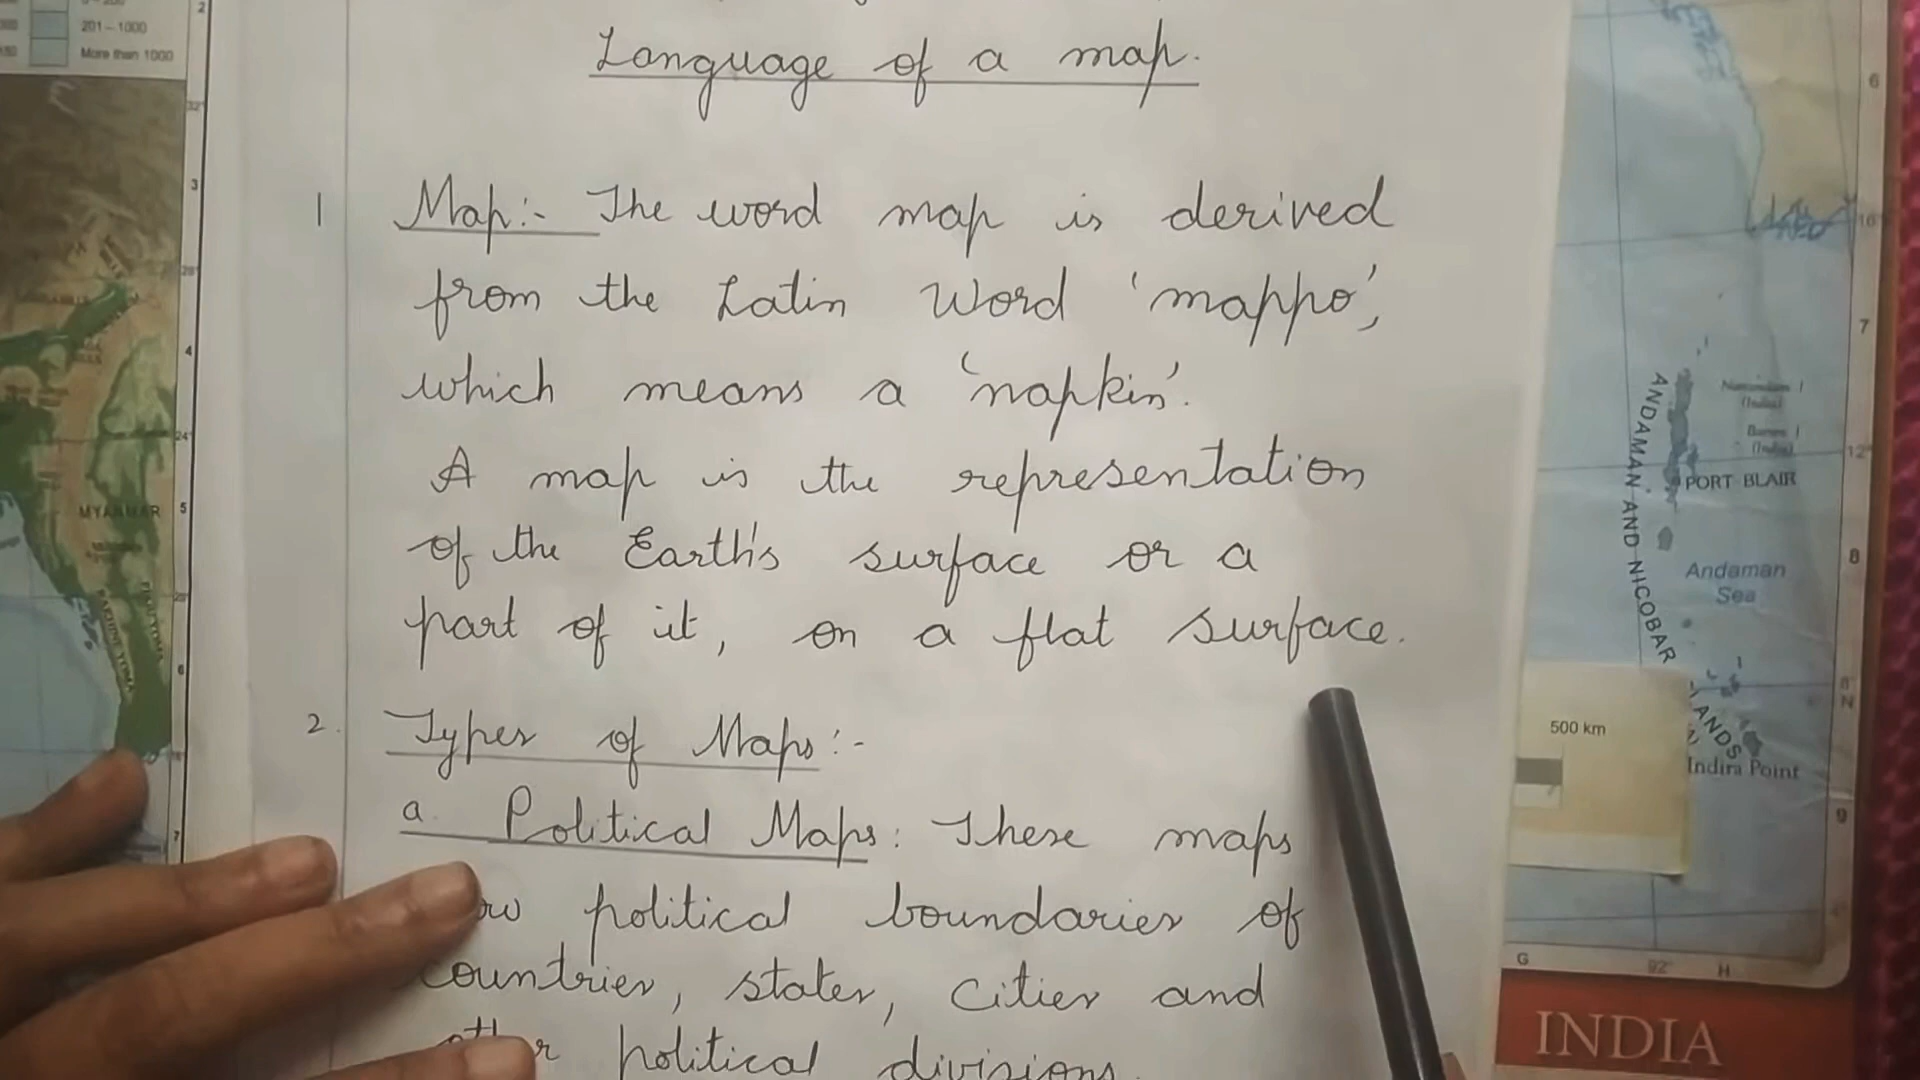 201-1000
More than 1000
Language of a map.
1 Map:- The word map is derived
from the Latin Word 'mappo',
which means a 'napkin'.
A map is the representation
of the Earth's surface or a
part of it, on a flat surface.
2. Types of Maps:-
a. Political Maps: These maps
political boundaries of
countries, states, cities and
political divisions.
MYANMAR
ANDAMAN AND NICOBAR
PORT BLAIR
Andaman
Sea
Indira Point
500 km
G 92° H
INDIA